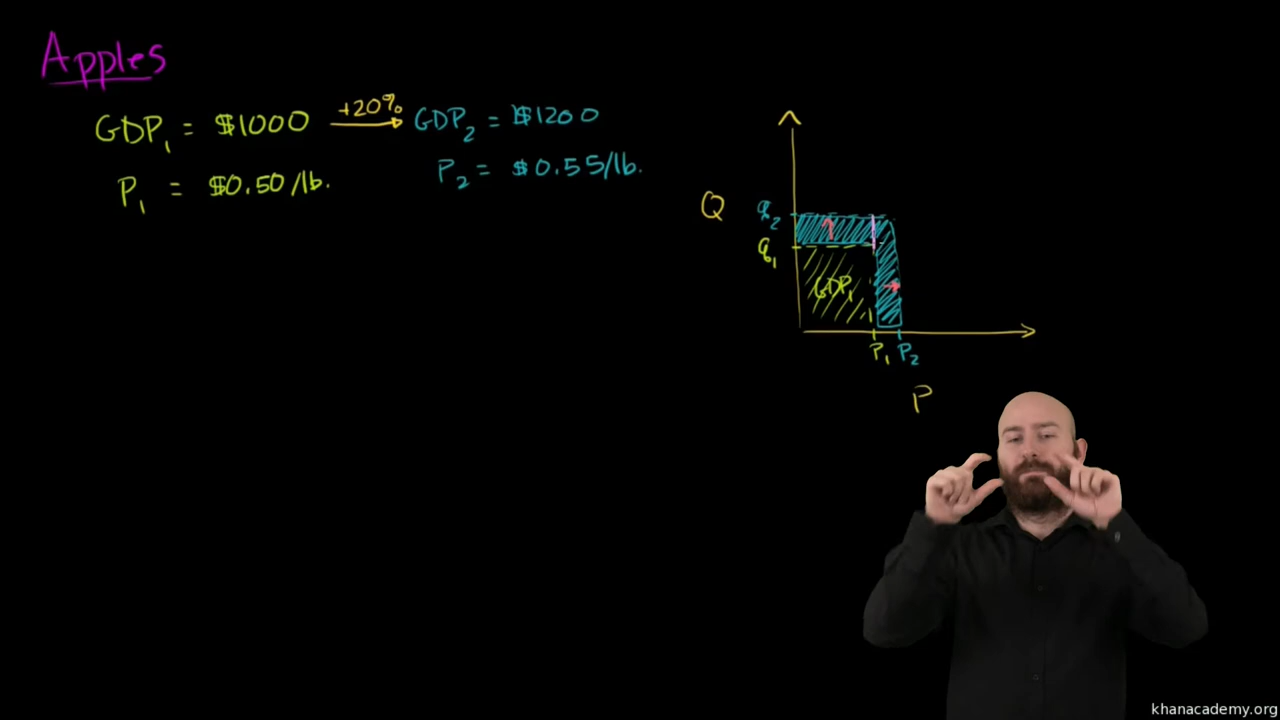 Apples
GDP₁ = $1000 +20% GDP₂ = $1200
P₁ = $0.50/lb. P₂ = $0.55/lb.
Q
q₂
q₁
GDP₁
P₁ P₂
P
khanacademy.org